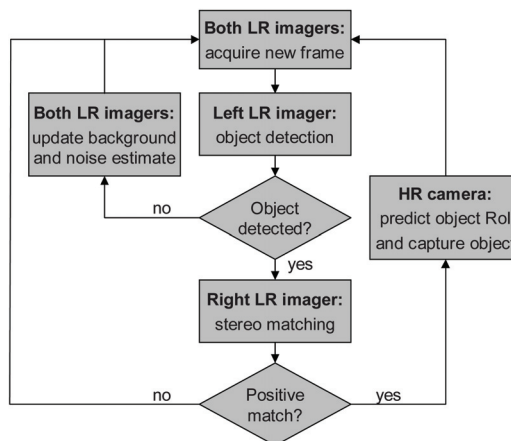 Both LR imagers:
acquire new frame
Both LR imagers:
update background
and noise estimate
Left LR imager:
object detection
HR camera:
predict object RoI
and capture object
no
Object
detected?
yes
Right LR imager:
stereo matching
no
Positive
match?
yes